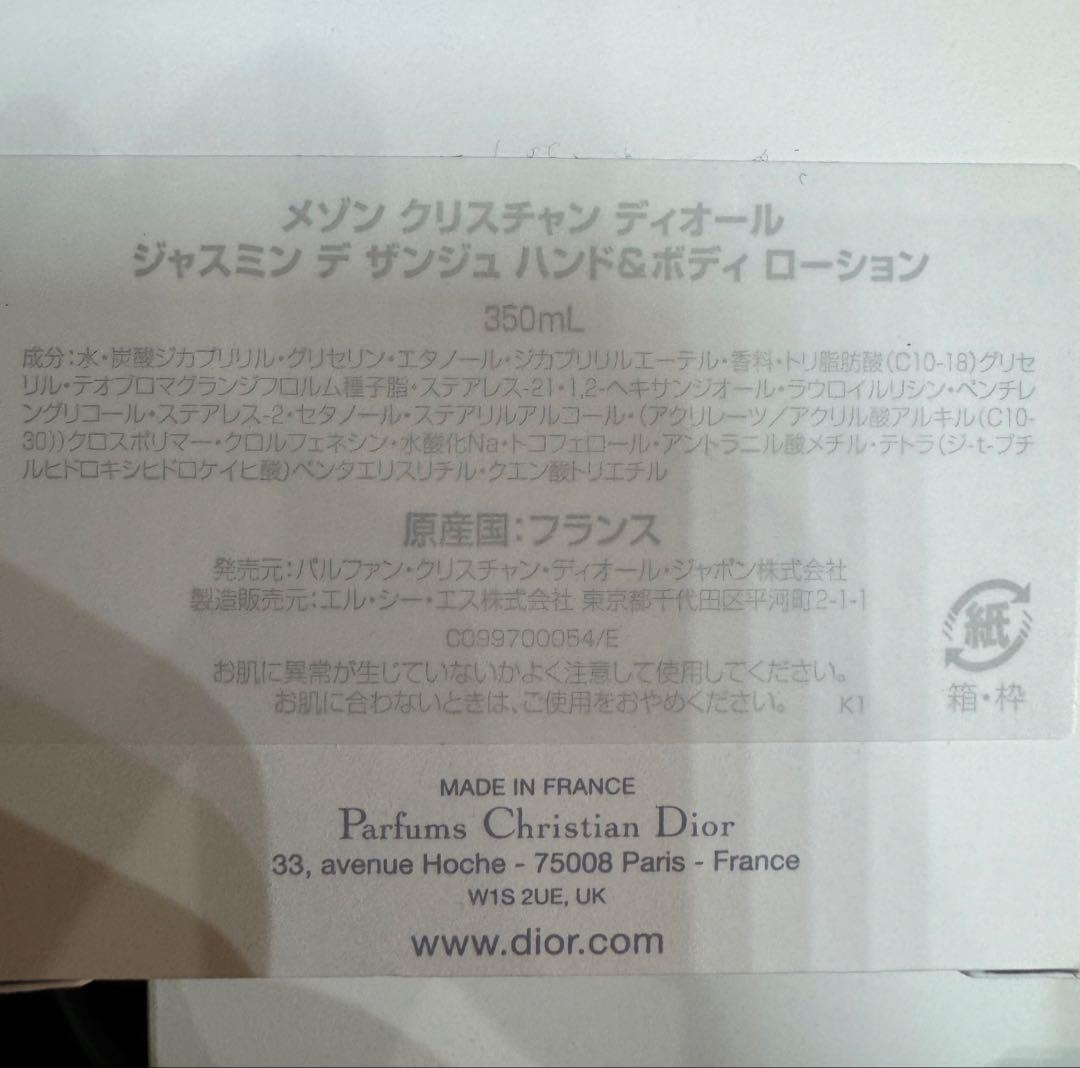 メゾン クリスチャン ディオール
ジャスミン デ ザンジュ ハンド&ボディ ローション
350mL
成分:水・炭酸ジカプリリル・グリセリン・エタノール・ジカプリリルエーテル・香料・トリ脂肪酸(C10-18)グリセ
リル・テオブロマグランジフロルム種子脂・ステアレス-21・1,2-ヘキサンジオール・ラウロイルリシン・ペンチレ
ングリコール・ステアレス-2・セタノール・ステアリルアルコール・(アクリレーツ/アクリル酸アルキル(C10-
30))クロスポリマー・クロルフェネシン・水酸化Na・トコフェロール・アントラニル酸メチル・テトラ(ジ-t-ブチ
ルヒドロキシヒドロケイヒ酸)ペンタエリスリチル・クエン酸トリエチル
原産国:フランス
発売元:パルファン・クリスチャン・ディオール・ジャポン株式会社
製造販売元:エル・シー・エス株式会社 東京都千代田区平河町2-1-1
C099700054/E
お肌に異常が生じていないかよく注意して使用してください。
お肌に合わないときは、ご使用をおやめください。 K1
紙
箱・枠
MADE IN FRANCE
Parfums Christian Dior
33, avenue Hoche - 75008 Paris - France
W1S 2UE, UK
www.dior.com